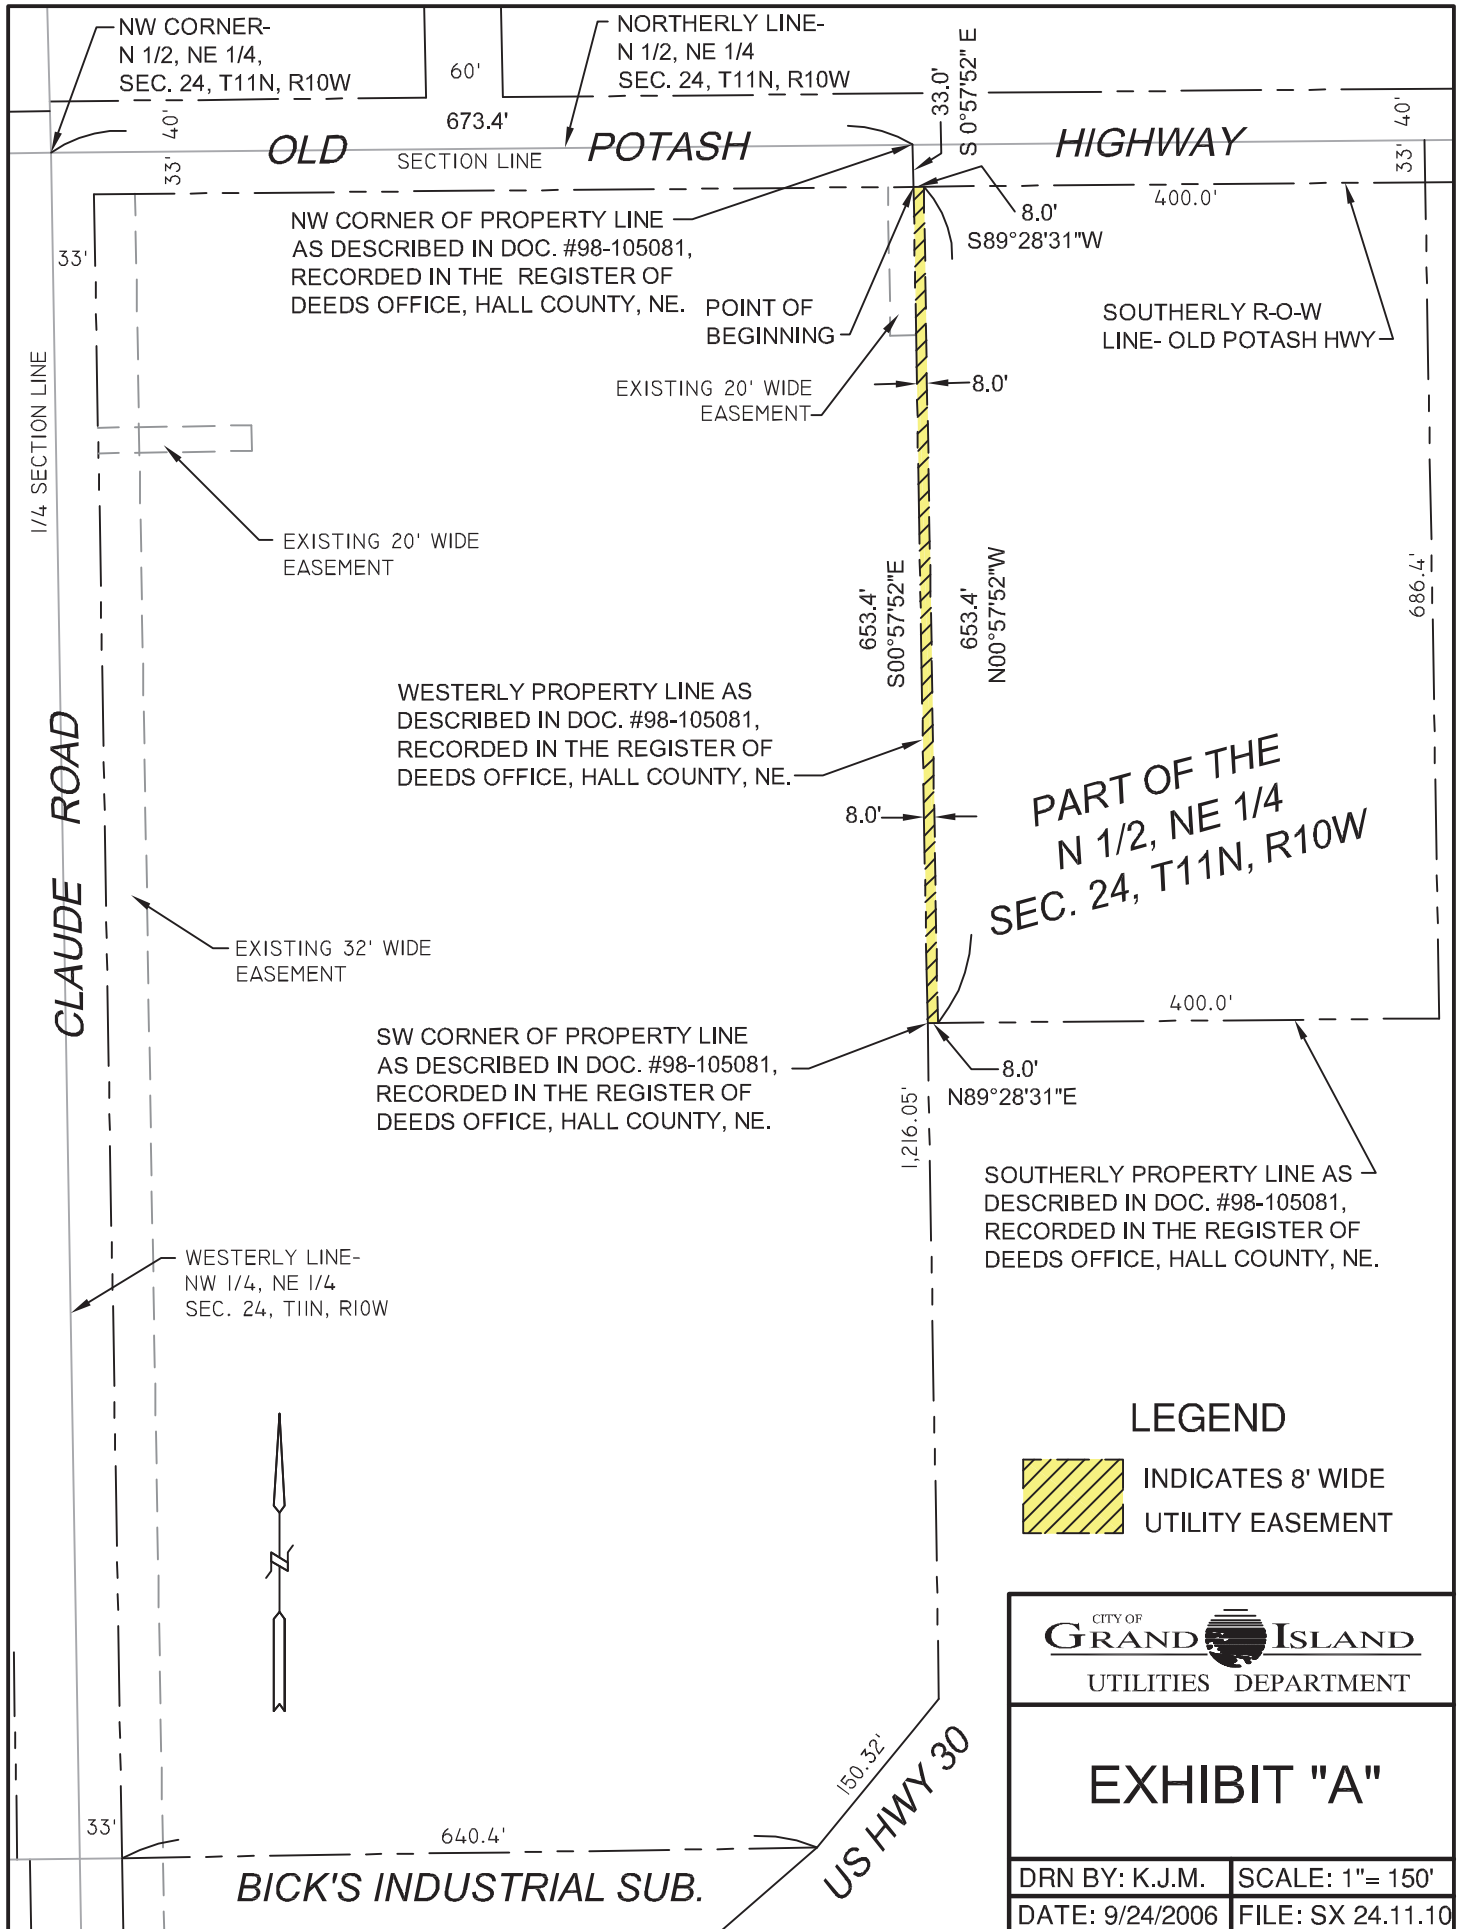 NW CORNER-
N 1/2, NE 1/4,
SEC. 24, T11N, R10W
60'
NORTHERLY LINE-
N 1/2, NE 1/4
SEC. 24, T11N, R10W
33.0'
S 0°57'52" E
40'
673.4'
40'
OLD POTASH HIGHWAY
SECTION LINE
33'
33'
400.0'
8.0'
S89°28'31"W
NW CORNER OF PROPERTY LINE
AS DESCRIBED IN DOC. #98-105081,
RECORDED IN THE REGISTER OF
DEEDS OFFICE, HALL COUNTY, NE.
33'
POINT OF
BEGINNING
SOUTHERLY R-O-W
LINE- OLD POTASH HWY
1/4 SECTION LINE
EXISTING 20' WIDE
EASEMENT
8.0'
EXISTING 20' WIDE
EASEMENT
653.4'
S00°57'52"E
653.4'
N00°57'52"W
686.4'
WESTERLY PROPERTY LINE AS
DESCRIBED IN DOC. #98-105081,
RECORDED IN THE REGISTER OF
DEEDS OFFICE, HALL COUNTY, NE.
8.0'
PART OF THE
N 1/2, NE 1/4
SEC. 24, T11N, R10W
CLAUDE ROAD
EXISTING 32' WIDE
EASEMENT
400.0'
SW CORNER OF PROPERTY LINE
AS DESCRIBED IN DOC. #98-105081,
RECORDED IN THE REGISTER OF
DEEDS OFFICE, HALL COUNTY, NE.
8.0'
N89°28'31"E
1,216.05'
SOUTHERLY PROPERTY LINE AS
DESCRIBED IN DOC. #98-105081,
RECORDED IN THE REGISTER OF
DEEDS OFFICE, HALL COUNTY, NE.
WESTERLY LINE-
NW 1/4, NE 1/4
SEC. 24, T11N, R10W
LEGEND
INDICATES 8' WIDE
UTILITY EASEMENT
N
CITY OF
GRAND ISLAND
UTILITIES DEPARTMENT
150.32'
US HWY 30
EXHIBIT "A"
33'
640.4'
BICK'S INDUSTRIAL SUB.
DRN BY: K.J.M.
SCALE: 1"= 150'
DATE: 9/24/2006
FILE: SX 24.11.10